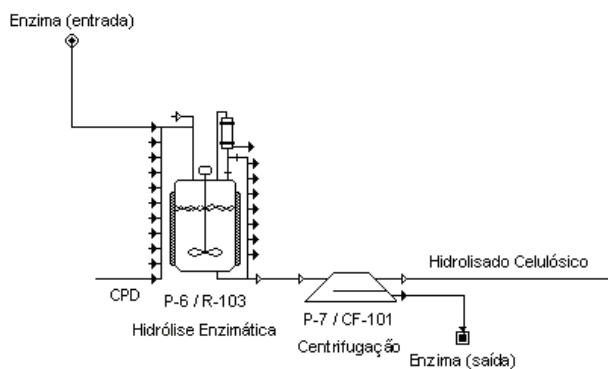 Enzima (entrada)
CPD
P-6 / R-103
Hidrólise Enzimática
P-7 / CF-101
Centrifugação
Hidrolisado Celulósico
Enzima (saída)